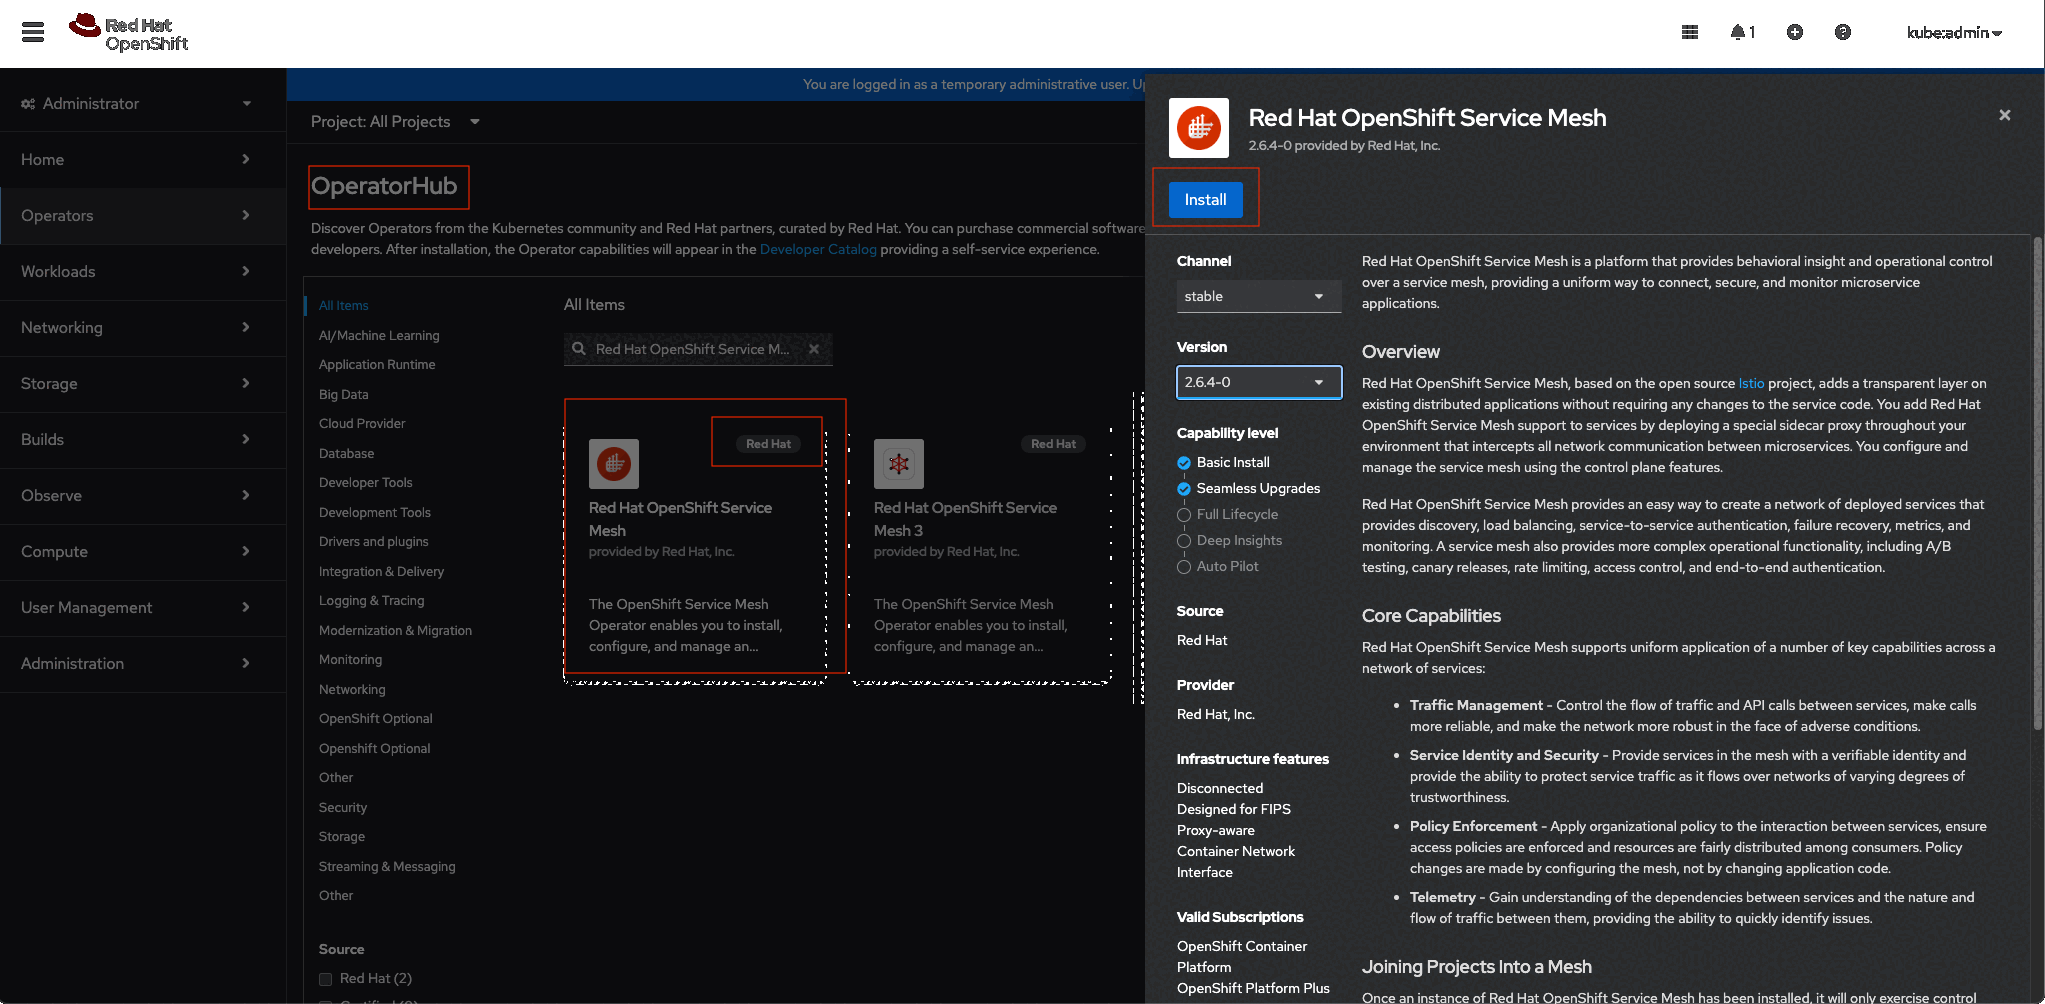 Red Hat
OpenShift
1
kube:admin
You are logged in as a temporary administrative user. Up
Administrator
Home
Operators
Workloads
Networking
Storage
Builds
Observe
Compute
User Management
Administration
Project: All Projects
OperatorHub
Discover Operators from the Kubernetes community and Red Hat partners, curated by Red Hat. You can purchase commercial software
developers. After installation, the Operator capabilities will appear in the Developer Catalog providing a self-service experience.
All Items
AI/Machine Learning
Application Runtime
Big Data
Cloud Provider
Database
Developer Tools
Development Tools
Drivers and plugins
Integration & Delivery
Logging & Tracing
Modernization & Migration
Monitoring
Networking
OpenShift Optional
Openshift Optional
Other
Security
Storage
Streaming & Messaging
Other
Source
Red Hat (2)
All Items
Red Hat OpenShift Service M...
Red Hat
Red Hat OpenShift Service
Mesh
provided by Red Hat, Inc.
The OpenShift Service Mesh
Operator enables you to install,
configure, and manage an...
Red Hat
Red Hat OpenShift Service
Mesh 3
provided by Red Hat, Inc.
The OpenShift Service Mesh
Operator enables you to install,
configure, and manage an...
Red Hat OpenShift Service Mesh
2.6.4-0 provided by Red Hat, Inc.
Install
Channel
stable
Version
2.6.4-0
Capability level
Basic Install
Seamless Upgrades
Full Lifecycle
Deep Insights
Auto Pilot
Source
Red Hat
Provider
Red Hat, Inc.
Infrastructure features
Disconnected
Designed for FIPS
Proxy-aware
Container Network
Interface
Valid Subscriptions
OpenShift Container
Platform
OpenShift Platform Plus
Red Hat OpenShift Service Mesh is a platform that provides behavioral insight and operational control
over a service mesh, providing a uniform way to connect, secure, and monitor microservice
applications.
Overview
Red Hat OpenShift Service Mesh, based on the open source Istio project, adds a transparent layer on
existing distributed applications without requiring any changes to the service code. You add Red Hat
OpenShift Service Mesh support to services by deploying a special sidecar proxy throughout your
environment that intercepts all network communication between microservices. You configure and
manage the service mesh using the control plane features.
Red Hat OpenShift Service Mesh provides an easy way to create a network of deployed services that
provides discovery, load balancing, service-to-service authentication, failure recovery, metrics, and
monitoring. A service mesh also provides more complex operational functionality, including A/B
testing, canary releases, rate limiting, access control, and end-to-end authentication.
Core Capabilities
Red Hat OpenShift Service Mesh supports uniform application of a number of key capabilities across a
network of services:
• Traffic Management - Control the flow of traffic and API calls between services, make calls
more reliable, and make the network more robust in the face of adverse conditions.
• Service Identity and Security - Provide services in the mesh with a verifiable identity and
provide the ability to protect service traffic as it flows over networks of varying degrees of
trustworthiness.
• Policy Enforcement - Apply organizational policy to the interaction between services, ensure
access policies are enforced and resources are fairly distributed among consumers. Policy
changes are made by configuring the mesh, not by changing application code.
• Telemetry - Gain understanding of the dependencies between services and the nature and
flow of traffic between them, providing the ability to quickly identify issues.
Joining Projects Into a Mesh
Once an instance of Red Hat OpenShift Service Mesh has been installed, it will only exercise control